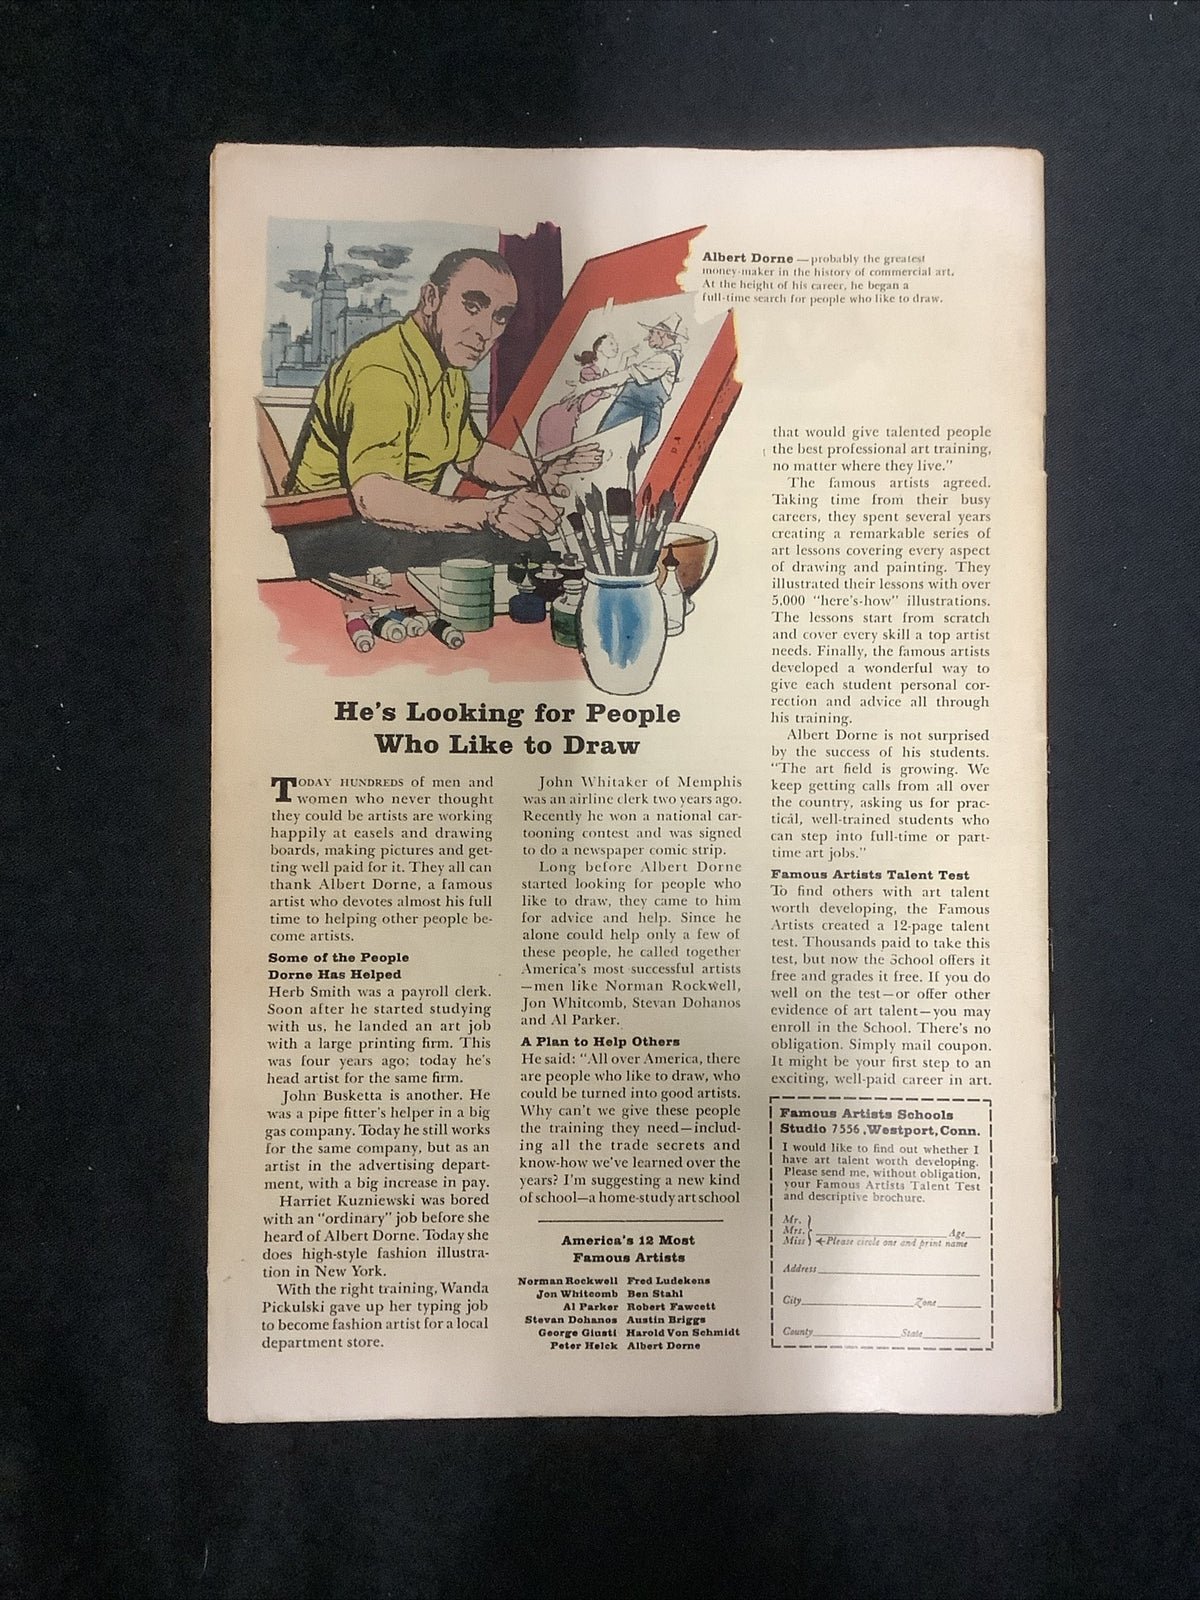 Albert Dorne — probably the greatest
money-maker in the history of commercial art.
At the height of his career, he began a
full-time search for people who like to draw.
D.A
He's Looking for People
Who Like to Draw
TODAY HUNDREDS of men and
women who never thought
they could be artists are working
happily at easels and drawing
boards, making pictures and get-
ting well paid for it. They all can
thank Albert Dorne, a famous
artist who devotes almost his full
time to helping other people be-
come artists.
Some of the People
Dorne Has Helped
Herb Smith was a payroll clerk.
Soon after he started studying
with us, he landed an art job
with a large printing firm. This
was four years ago; today he's
head artist for the same firm.
John Busketta is another. He
was a pipe fitter's helper in a big
gas company. Today he still works
for the same company, but as an
artist in the advertising depart-
ment, with a big increase in pay.
Harriet Kuzniewski was bored
with an "ordinary" job before she
heard of Albert Dorne. Today she
does high-style fashion illustra-
tion in New York.
With the right training, Wanda
Pickulski gave up her typing job
to become fashion artist for a local
department store.
John Whitaker of Memphis
was an airline clerk two years ago.
Recently he won a national car-
tooning contest and was signed
to do a newspaper comic strip.
Long before Albert Dorne
started looking for people who
like to draw, they came to him
for advice and help. Since he
alone could help only a few of
these people, he called together
America's most successful artists
—men like Norman Rockwell,
Jon Whitcomb, Stevan Dohanos
and Al Parker.
A Plan to Help Others
He said: "All over America, there
are people who like to draw, who
could be turned into good artists.
Why can't we give these people
the training they need—includ-
ing all the trade secrets and
know-how we've learned over the
years? I'm suggesting a new kind
of school—a home-study art school
America's 12 Most
Famous Artists
Norman Rockwell Fred Ludekens
Jon Whitcomb Ben Stahl
Al Parker Robert Fawcett
Stevan Dohanos Austin Briggs
George Giusti Harold Von Schmidt
Peter Helck Albert Dorne
that would give talented people
the best professional art training,
no matter where they live."
The famous artists agreed.
Taking time from their busy
careers, they spent several years
creating a remarkable series of
art lessons covering every aspect
of drawing and painting. They
illustrated their lessons with over
5,000 "here's-how" illustrations.
The lessons start from scratch
and cover every skill a top artist
needs. Finally, the famous artists
developed a wonderful way to
give each student personal cor-
rection and advice all through
his training.
Albert Dorne is not surprised
by the success of his students.
"The art field is growing. We
keep getting calls from all over
the country, asking us for prac-
tical, well-trained students who
can step into full-time or part-
time art jobs."
Famous Artists Talent Test
To find others with art talent
worth developing, the Famous
Artists created a 12-page talent
test. Thousands paid to take this
test, but now the School offers it
free and grades it free. If you do
well on the test—or offer other
evidence of art talent—you may
enroll in the School. There's no
obligation. Simply mail coupon.
It might be your first step to an
exciting, well-paid career in art.
Famous Artists Schools
Studio 7556, Westport, Conn.
I would like to find out whether I
have art talent worth developing.
Please send me, without obligation,
your Famous Artists Talent Test
and descriptive brochure.
Mr.
Mrs. Age
Miss Please circle one and print name
Address
City Zone
County State